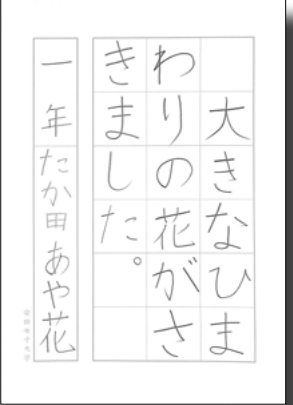 大きなひま
わりの花がさ
きました。
一年 たか田あや花